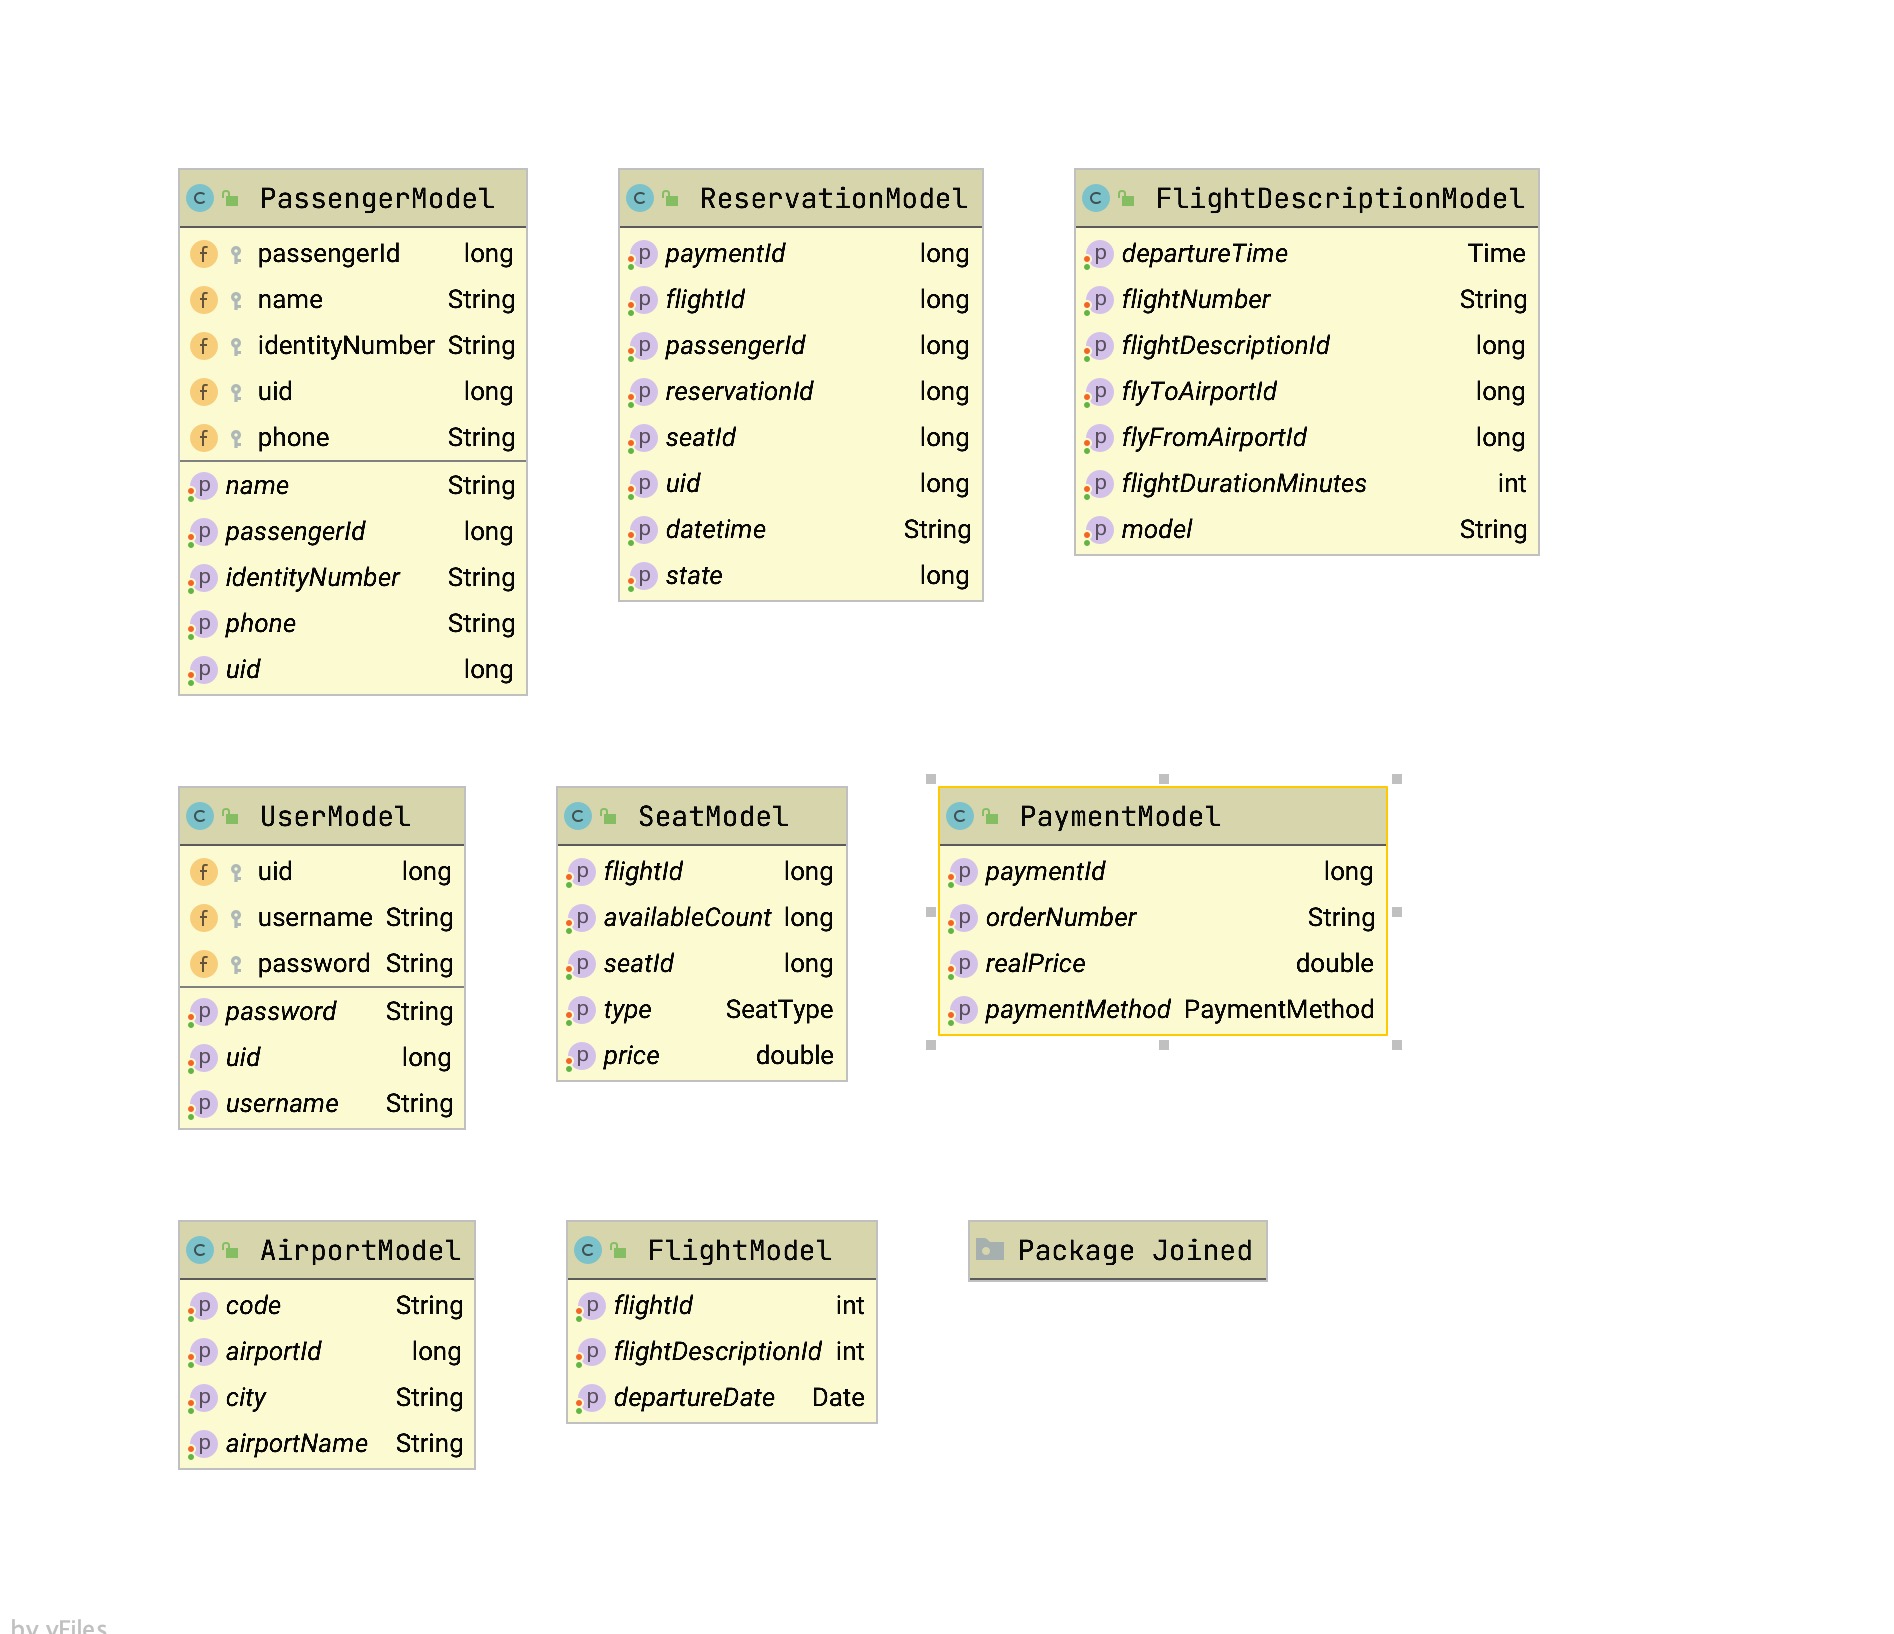 PassengerModel
passengerId long
name String
identityNumber String
uid long
phone String
name String
passengerId long
identityNumber String
phone String
uid long
ReservationModel
paymentId long
flightId long
passengerId long
reservationId long
seatId long
uid long
datetime String
state long
FlightDescriptionModel
departureTime Time
flightNumber String
flightDescriptionId long
flyToAirportId long
flyFromAirportId long
flightDurationMinutes int
model String
UserModel
uid long
username String
password String
password String
uid long
username String
SeatModel
flightId long
availableCount long
seatId long
type SeatType
price double
PaymentModel
paymentId long
orderNumber String
realPrice double
paymentMethod PaymentMethod
AirportModel
code String
airportId long
city String
airportName String
FlightModel
flightId int
flightDescriptionId int
departureDate Date
Package Joined
by yFiles